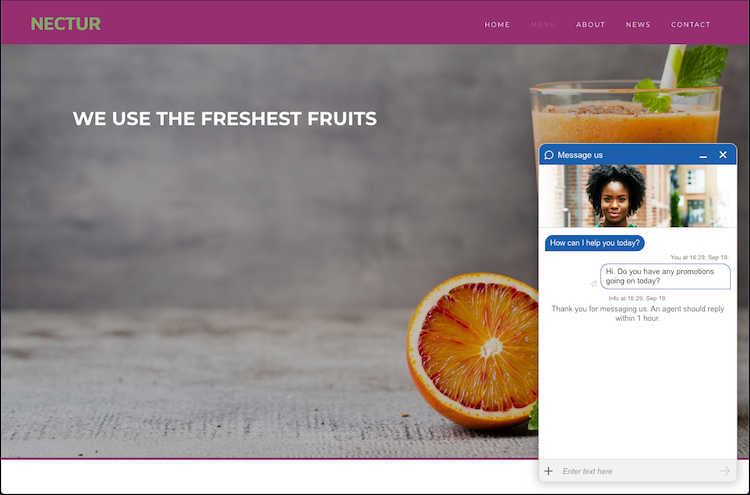 NECTUR
HOME MENU ABOUT NEWS CONTACT
WE USE THE FRESHEST FRUITS
Message us
How can I help you today?
You at 16:29, Sep 19:
Hi. Do you have any promotions
going on today?
Info at 16:29, Sep 19:
Thank you for messaging us. An agent should reply
within 1 hour.
Enter text here